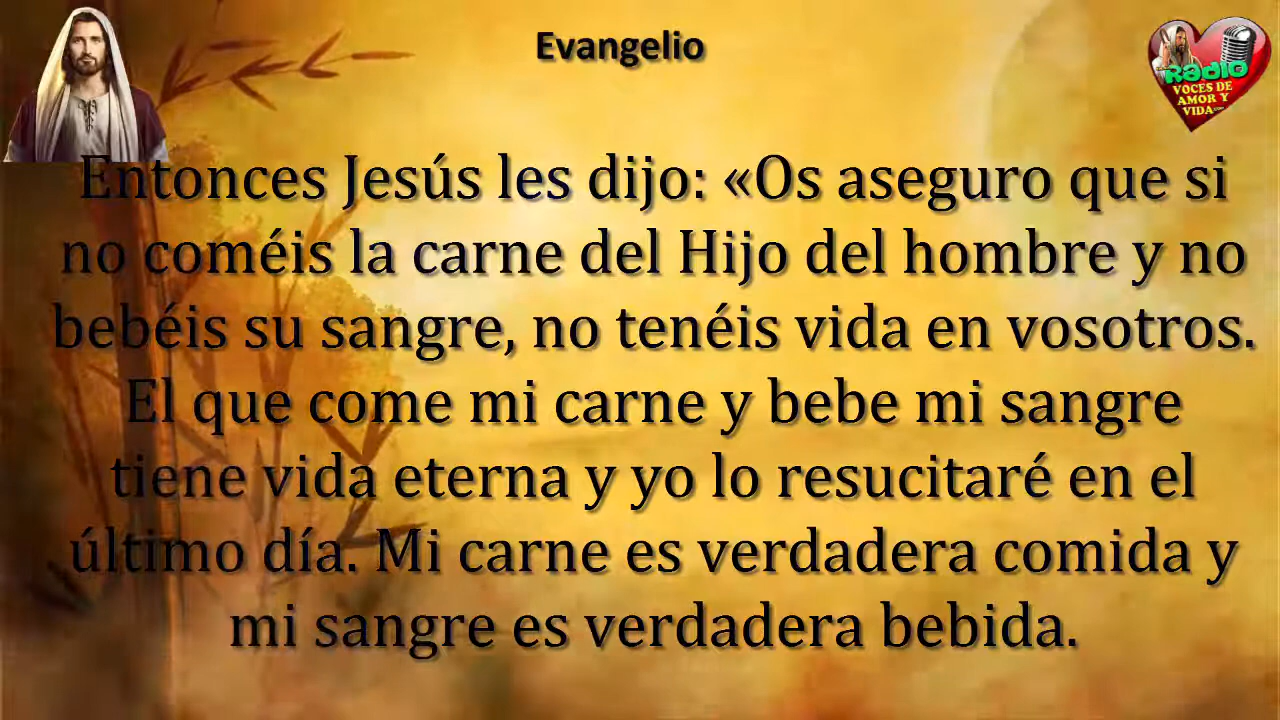 Evangelio
Radio
VOCES DE
AMOR Y
VIDA.com
Entonces Jesús les dijo: «Os aseguro que si
no coméis la carne del Hijo del hombre y no
bebéis su sangre, no tenéis vida en vosotros.
El que come mi carne y bebe mi sangre
tiene vida eterna y yo lo resucitaré en el
último día. Mi carne es verdadera comida y
mi sangre es verdadera bebida.